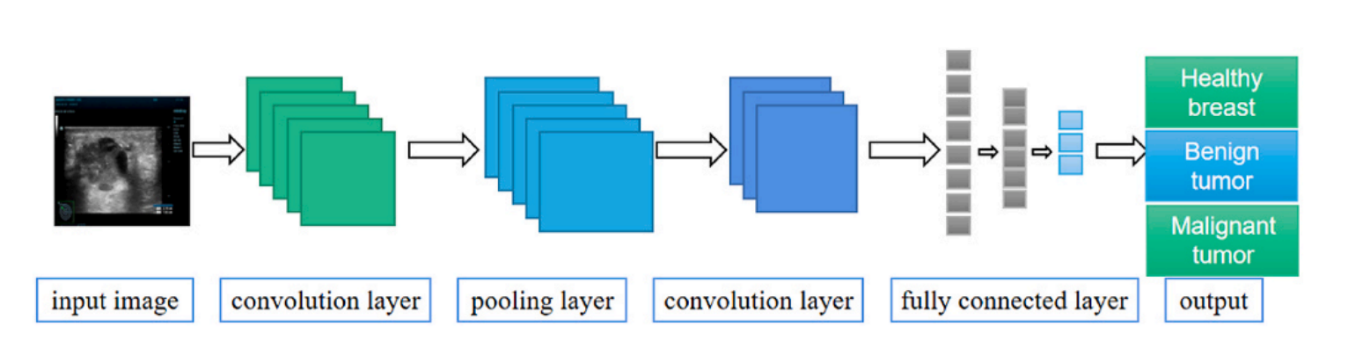 Healthy
breast
Benign
tumor
Malignant
tumor
input image
convolution layer
pooling layer
convolution layer
fully connected layer
output